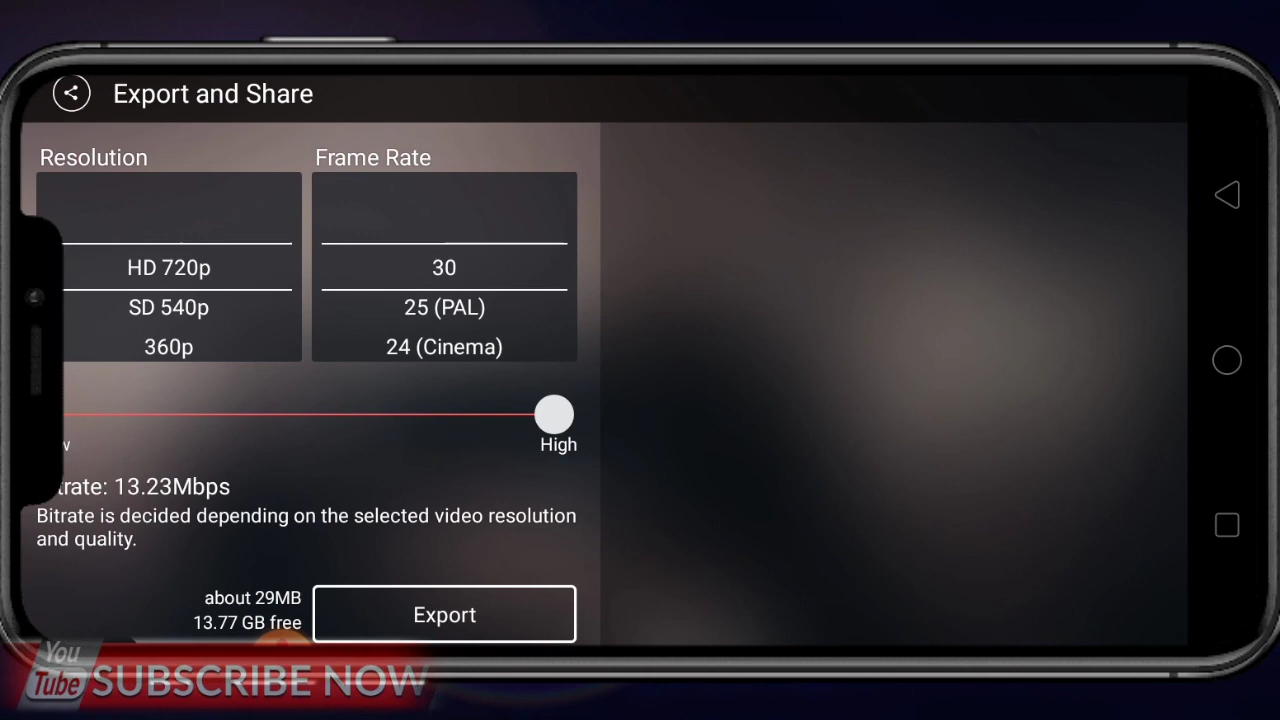 Export and Share
Resolution
Frame Rate
HD 720p
30
SD 540p
25 (PAL)
360p
24 (Cinema)
High
13.23Mbps
Bitrate is decided depending on the selected video resolution
and quality.
about 29MB
13.77 GB free
Export
You
Tube
SUBSCRIBE NOW